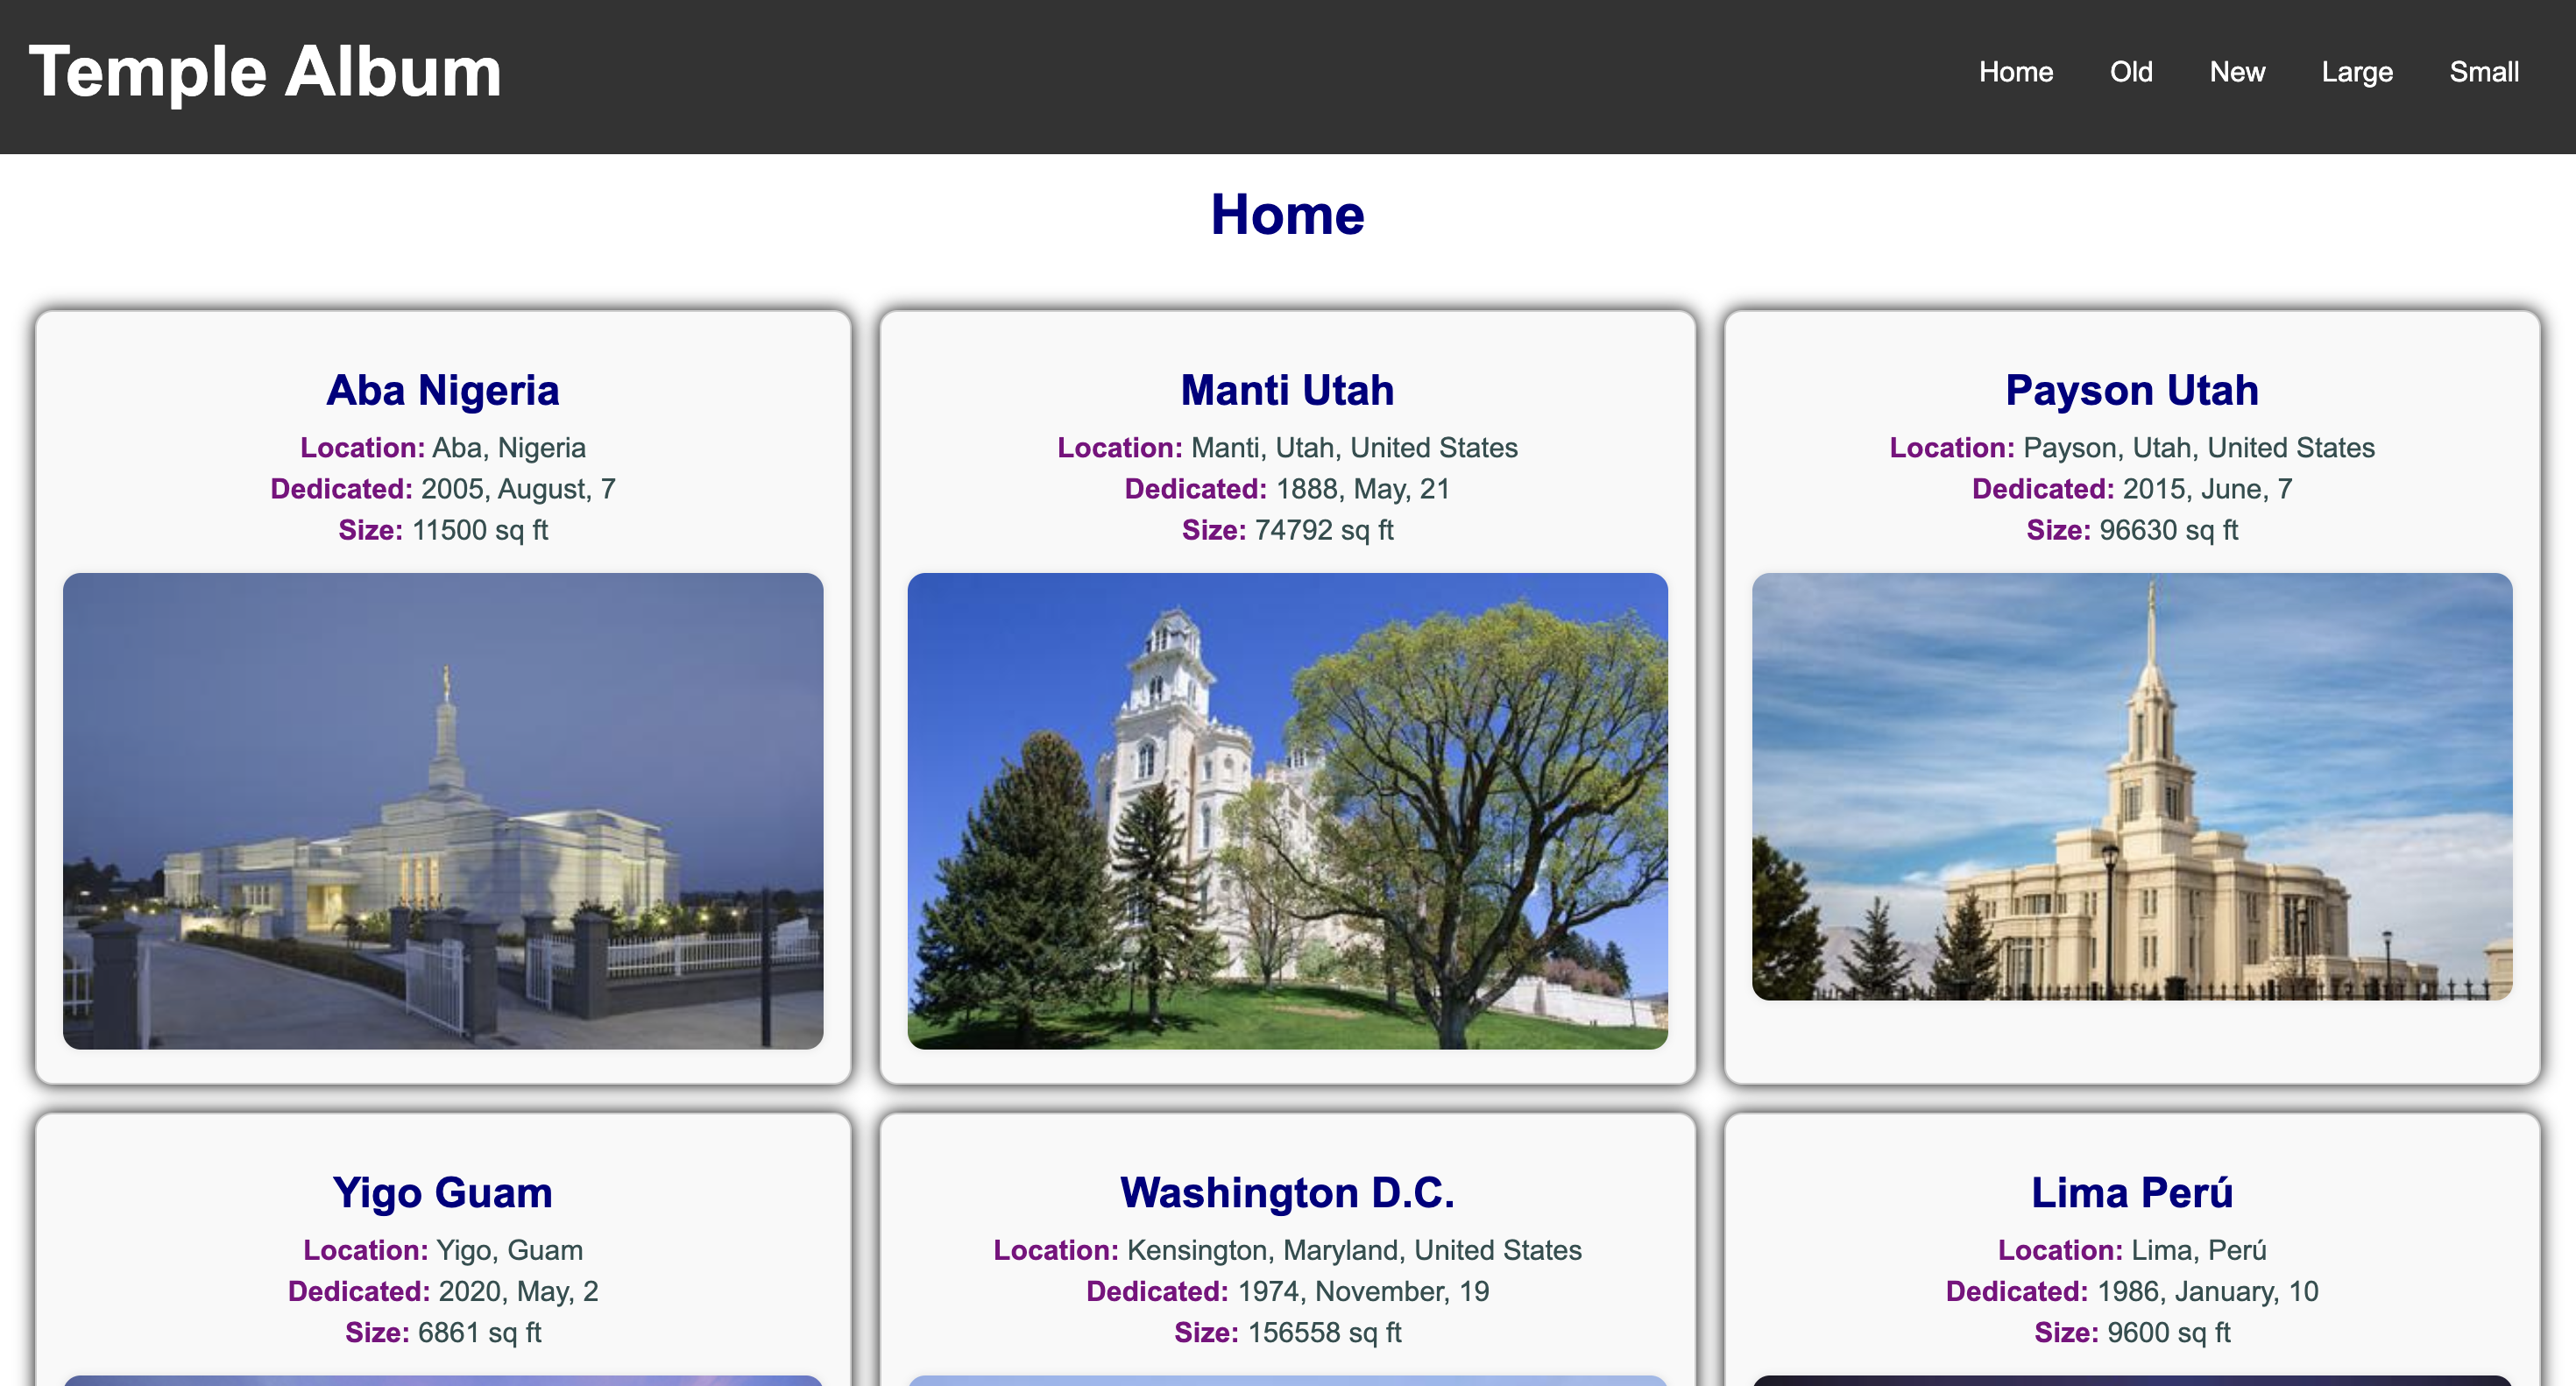 Temple Album
Home Old New Large Small
Home
Aba Nigeria
Location: Aba, Nigeria
Dedicated: 2005, August, 7
Size: 11500 sq ft
Manti Utah
Location: Manti, Utah, United States
Dedicated: 1888, May, 21
Size: 74792 sq ft
Payson Utah
Location: Payson, Utah, United States
Dedicated: 2015, June, 7
Size: 96630 sq ft
Yigo Guam
Location: Yigo, Guam
Dedicated: 2020, May, 2
Size: 6861 sq ft
Washington D.C.
Location: Kensington, Maryland, United States
Dedicated: 1974, November, 19
Size: 156558 sq ft
Lima Perú
Location: Lima, Perú
Dedicated: 1986, January, 10
Size: 9600 sq ft